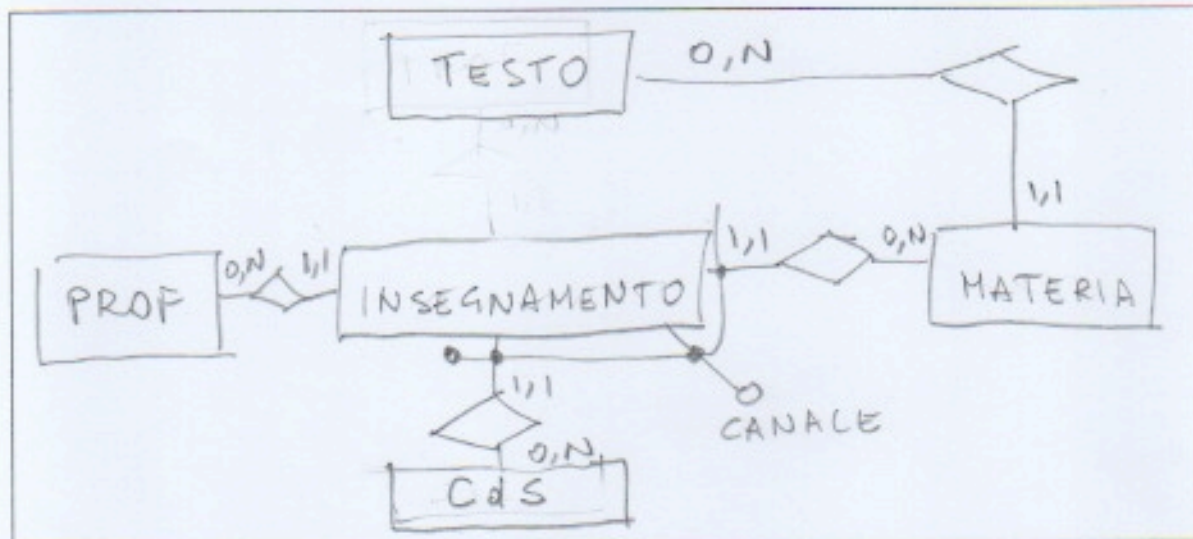 TESTO
0,N
1,1
PROF
0,N
1,1
INSEGNAMENTO
1,1
0,N
MATERIA
1,1
CANALE
0,N
CdS